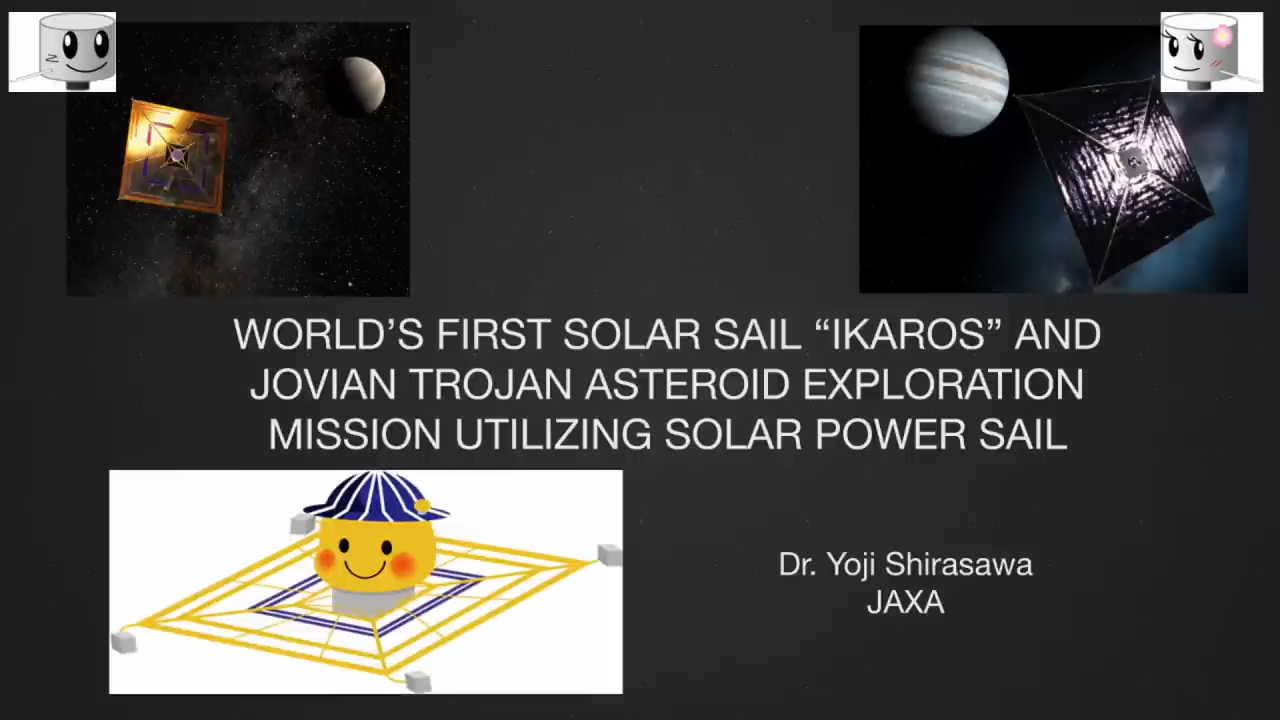 WORLD’S FIRST SOLAR SAIL “IKAROS” AND
JOVIAN TROJAN ASTEROID EXPLORATION
MISSION UTILIZING SOLAR POWER SAIL
Dr. Yoji Shirasawa
JAXA